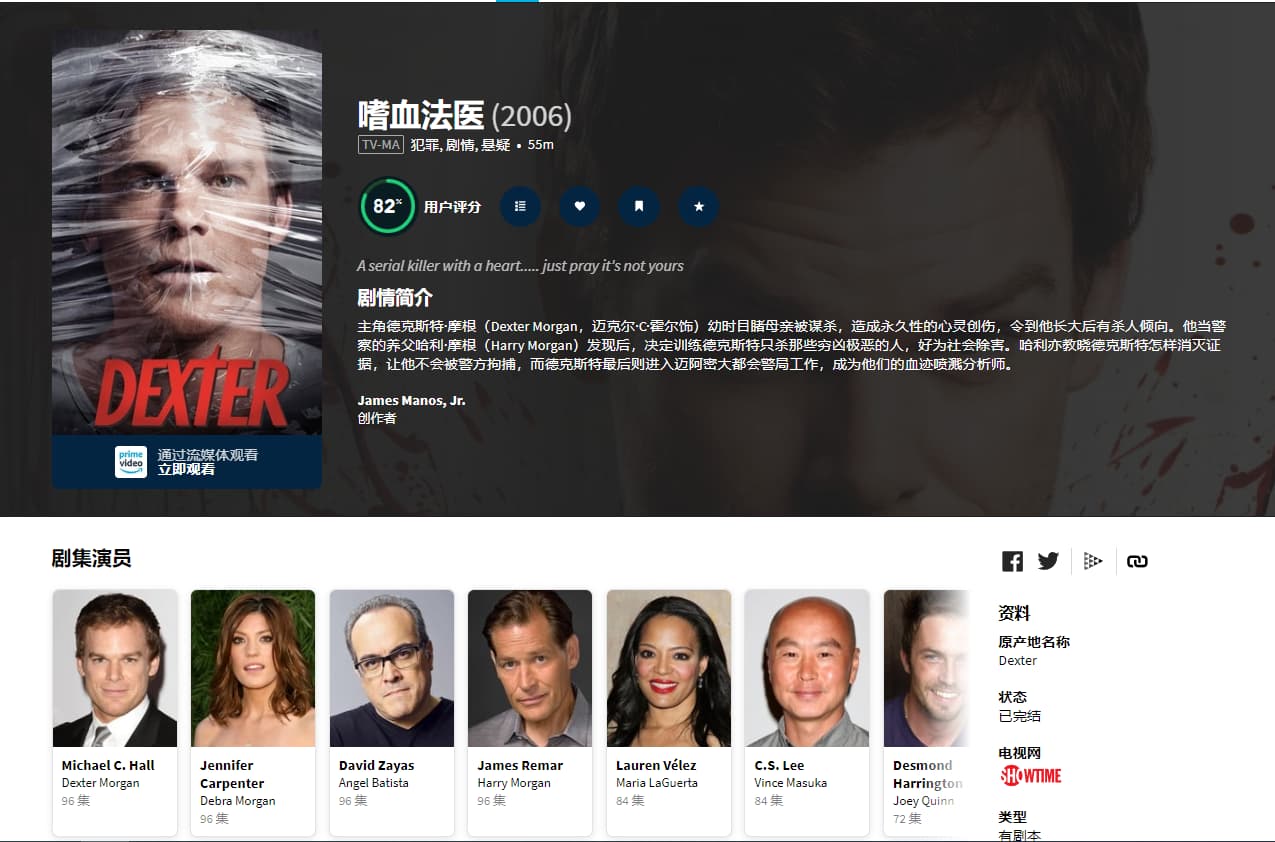 嗜血法医 (2006)
TV-MA 犯罪, 剧情, 悬疑 • 55m
82% 用户评分
A serial killer with a heart..... just pray it's not yours
剧情简介
主角德克斯特·摩根（Dexter Morgan，迈克尔·C·霍尔饰）幼时目睹母亲被谋杀，造成永久性的心灵创伤，令到他长大后有杀人倾向。他当警
察的养父哈利·摩根（Harry Morgan）发现后，决定训练德克斯特只杀那些穷凶极恶的人，好为社会除害。哈利亦教晓德克斯特怎样消灭证
据，让他不会被警方拘捕，而德克斯特最后则进入迈阿密大都会警局工作，成为他们的血迹喷溅分析师。
James Manos, Jr.
创作者
DEXTER
prime video
通过流媒体观看
立即观看
剧集演员
Michael C. Hall
Dexter Morgan
96 集
Jennifer
Carpenter
Debra Morgan
96 集
David Zayas
Angel Batista
96 集
James Remar
Harry Morgan
96 集
Lauren Vélez
Maria LaGuerta
84 集
C.S. Lee
Vince Masuka
84 集
Desmond
Harrington
Joey Quinn
72 集
资料
原产地名称
Dexter
状态
已完结
电视网
SHOWTIME
类型
有剧本